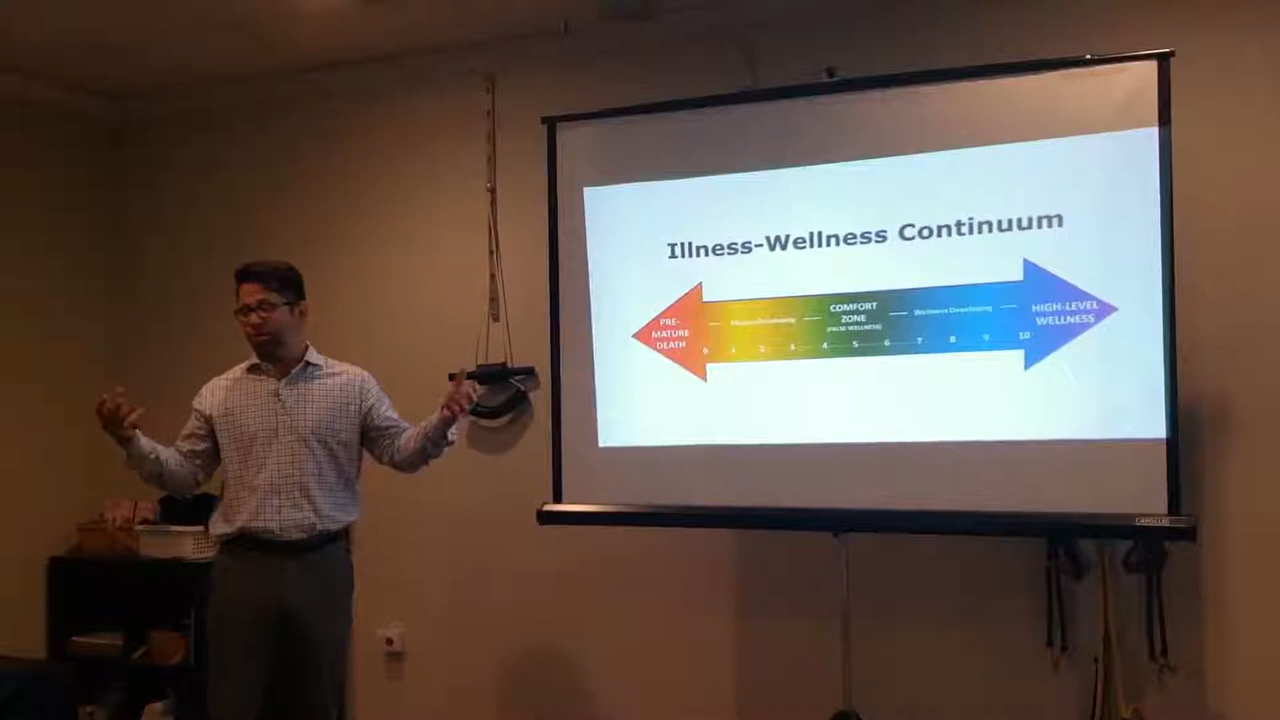 Illness-Wellness Continuum
PRE-
MATURE
DEATH
COMFORT
ZONE
(FALSE WELLNESS)
Wellness Developing
HIGH-LEVEL
WELLNESS
0 1 2 3 4 5 6 7 8 9 10
APOLLO